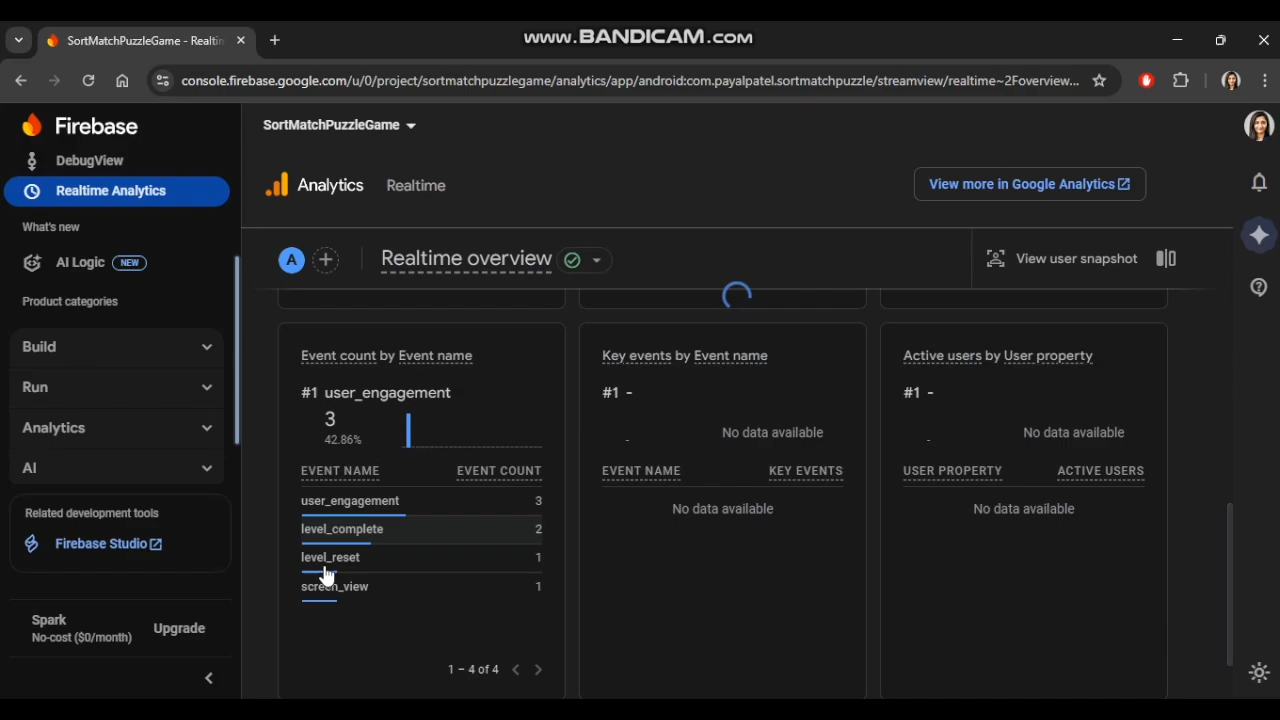 www.BANDICAM.com
SortMatchPuzzleGame - Realtin
console.firebase.google.com/u/0/project/sortmatchpuzzlegame/analytics/app/android:com.payalpatel.sortmatchpuzzle/streamview/realtime~2Foverview...
Firebase
SortMatchPuzzleGame
DebugView
Realtime Analytics
Analytics
Realtime
View more in Google Analytics
What's new
AI Logic
NEW
A
Realtime overview
View user snapshot
Product categories
Build
Run
Analytics
AI
Event count by Event name
#1 user_engagement
3
42.86%
EVENT NAME
EVENT COUNT
user_engagement 3
level_complete 2
level_reset 1
screen_view 1
1 – 4 of 4
Key events by Event name
#1 -
-
No data available
EVENT NAME
KEY EVENTS
No data available
Active users by User property
#1 -
-
No data available
USER PROPERTY
ACTIVE USERS
No data available
Related development tools
Firebase Studio
Spark
No-cost ($0/month)
Upgrade